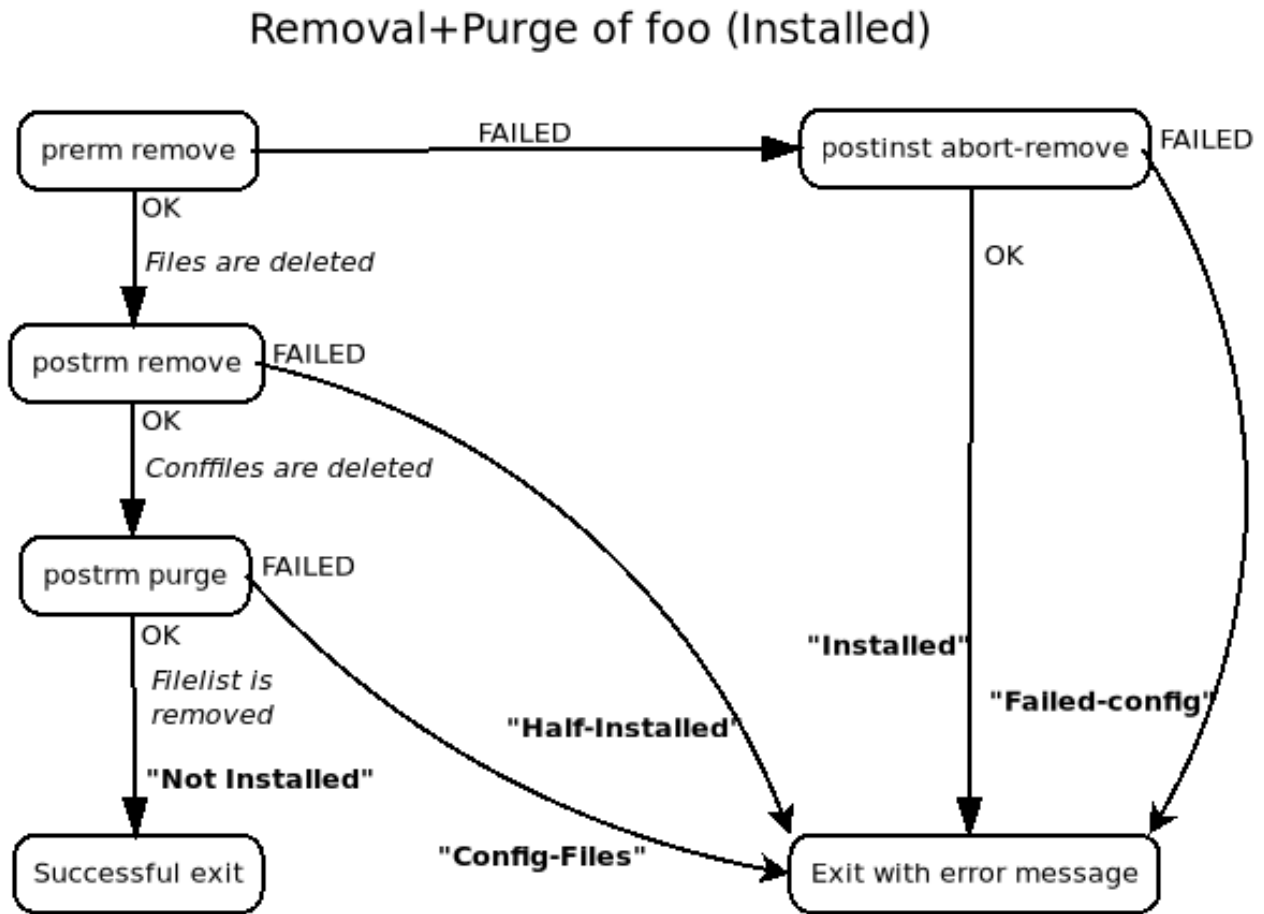 Removal+Purge of foo (Installed)
prerm remove
FAILED
postinst abort-remove
FAILED
OK
Files are deleted
OK
postrm remove
FAILED
OK
Conffiles are deleted
postrm purge
FAILED
OK
Filelist is
removed
"Installed"
"Failed-config"
"Half-Installed"
"Not Installed"
"Config-Files"
Successful exit
Exit with error message